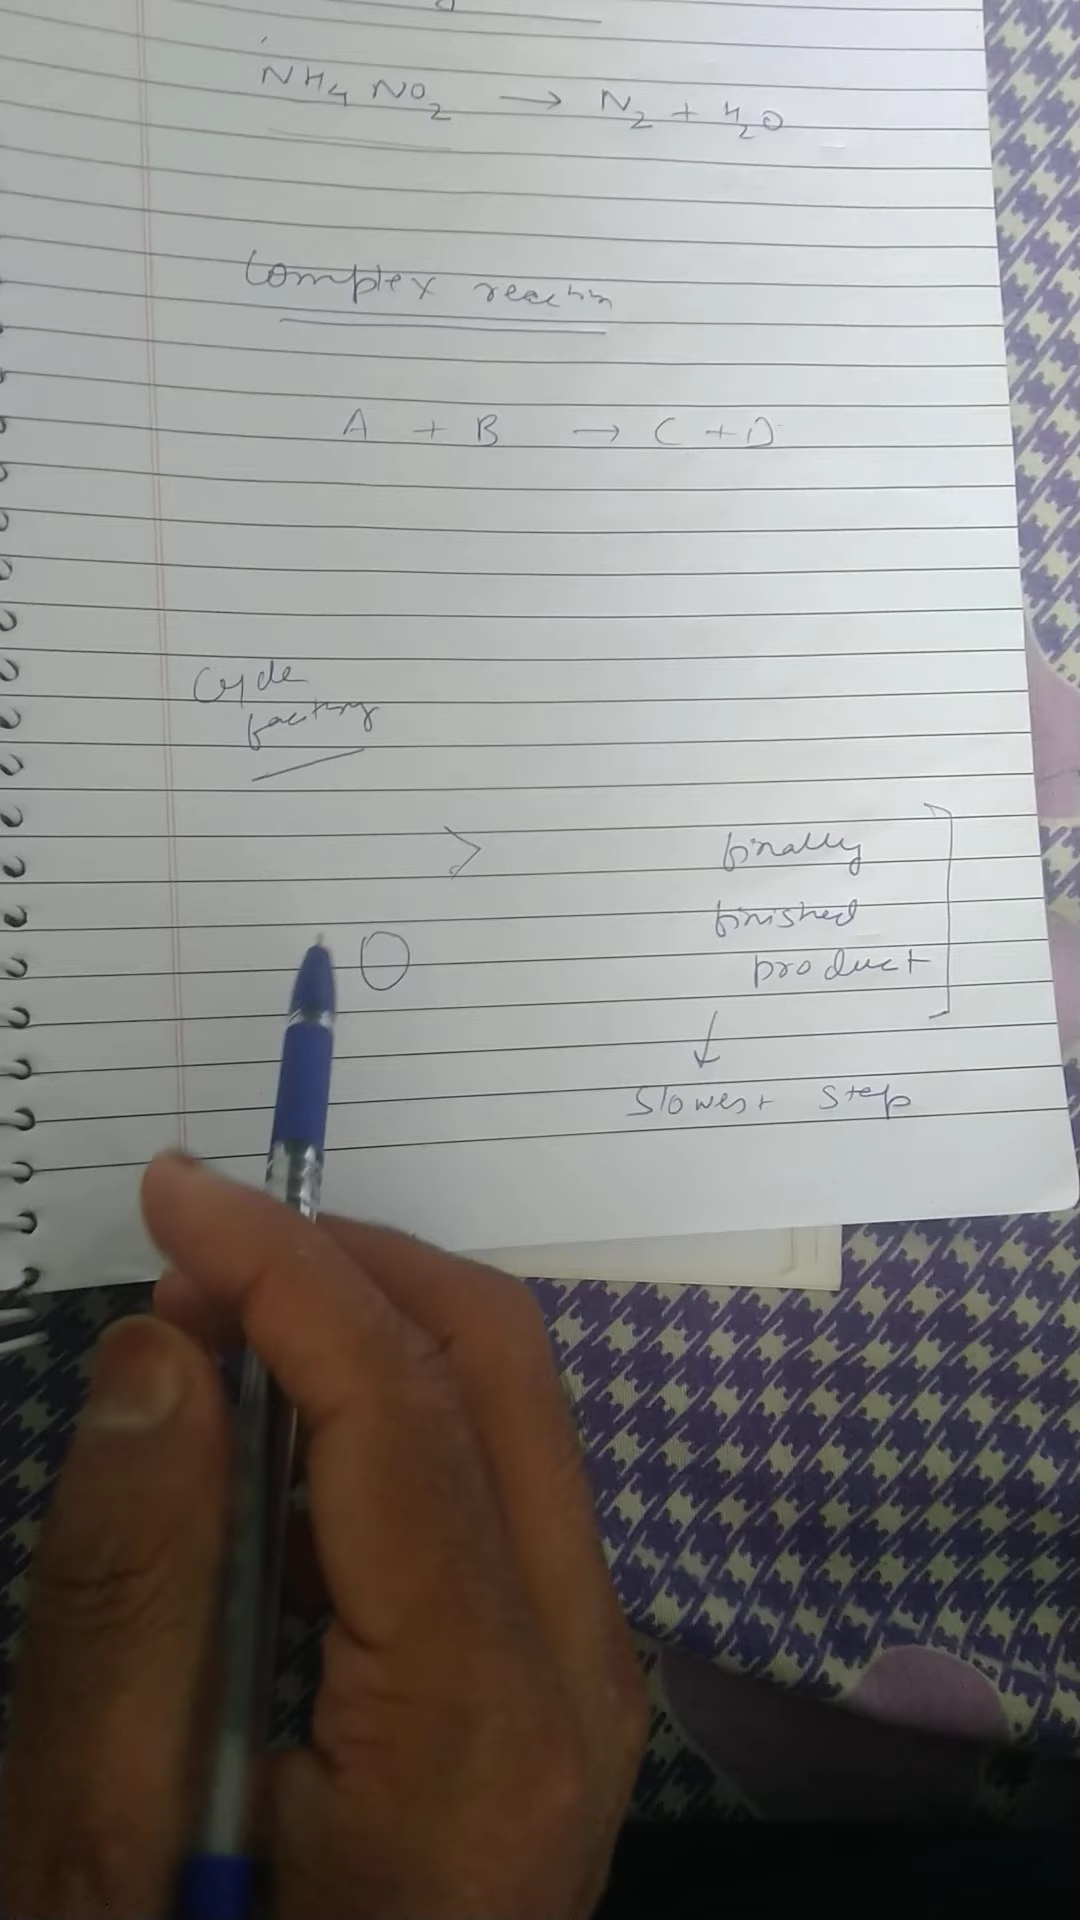 NH4 NO2 → N2 + H2O
Complex reaction
A + B → C + D
Cycle
factory
finally
finished
product
↓
Slowest Step